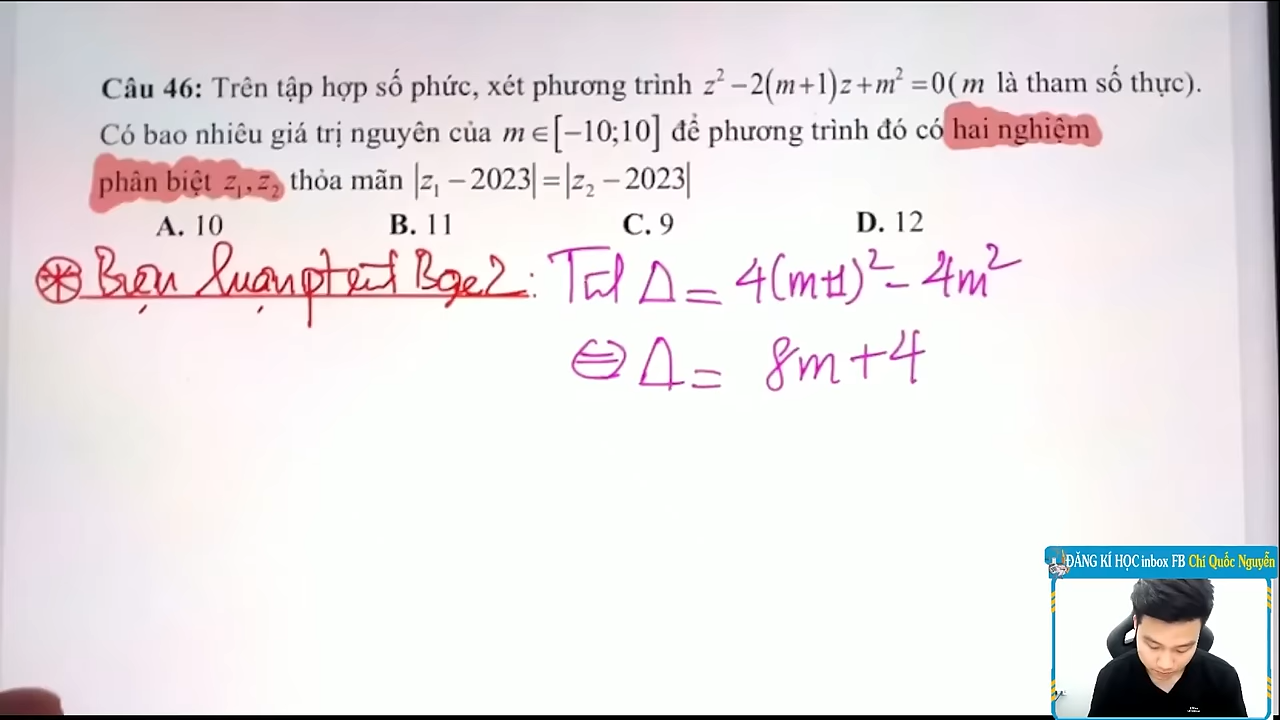 Câu 46: Trên tập hợp số phức, xét phương trình z² − 2(m+1)z + m² = 0 ( m là tham số thực).
Có bao nhiêu giá trị nguyên của m ∈ [−10;10] để phương trình đó có hai nghiệm
phân biệt z₁, z₂ thỏa mãn |z₁ − 2023| = |z₂ − 2023|
A. 10 B. 11 C. 9 D. 12
Biện luận pt Bậc 2: Δ = 4(m+1)² − 4m²
⇔ Δ = 8m + 4
ĐĂNG KÍ HỌC inbox FB Chí Quốc Nguyễn